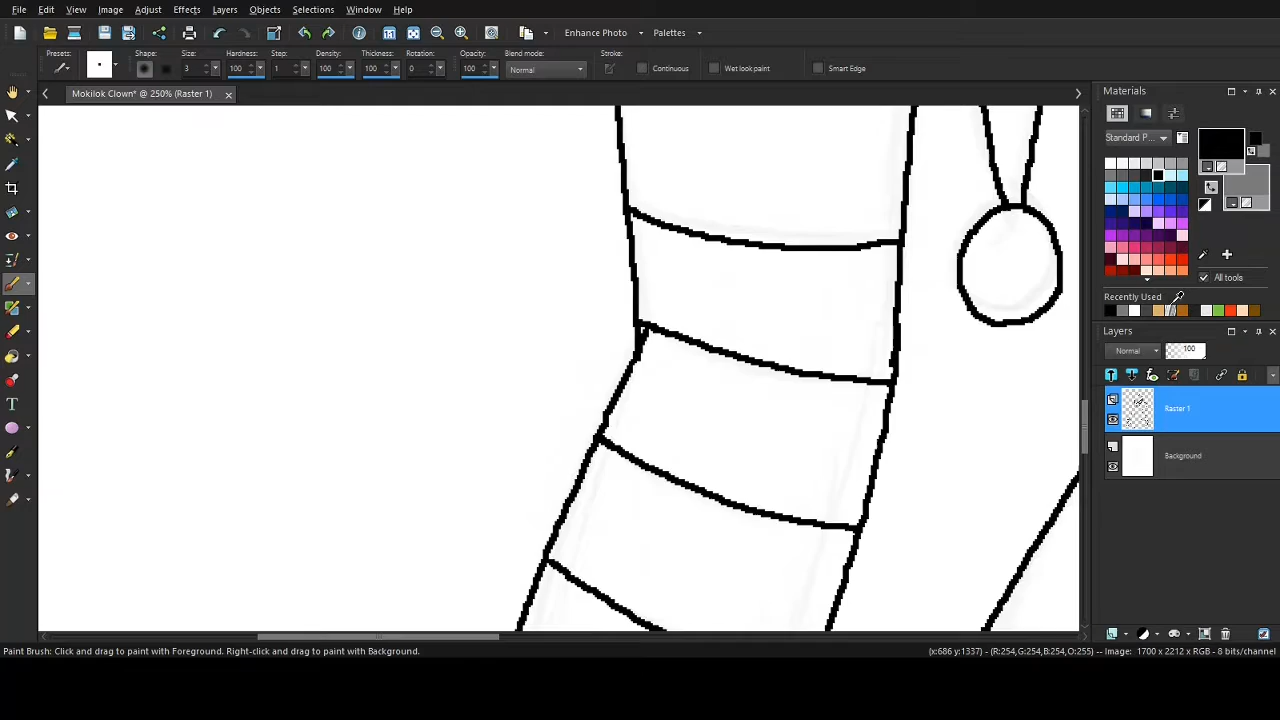 File Edit View Image Adjust Effects Layers Objects Selections Window Help
Enhance Photo Palettes
Presets: Shape: Size: Hardness: Step: Density: Thickness: Rotation: Opacity: Blend mode: Stroke:
3 100 1 100 100 0 100 Normal Continuous Wet look paint Smart Edge
Mokilok Clown* @ 250% (Raster 1)
Materials
Standard P...
All tools
Recently Used
Layers
Normal 100
Raster 1
Background
Paint Brush: Click and drag to paint with Foreground. Right-click and drag to paint with Background.
(x:686 y:1337) - (R:254,G:254,B:254,O:255) -- Image: 1700 x 2212 x RGB - 8 bits/channel